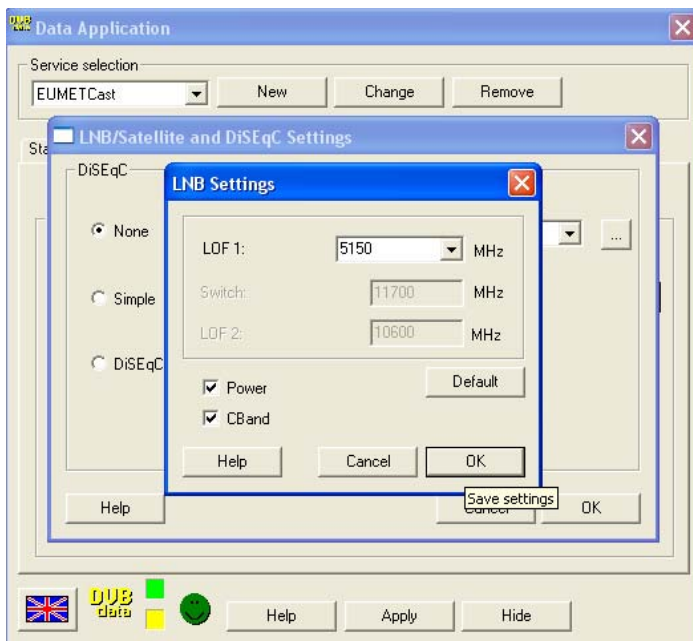 DVB data Data Application
Service selection
EUMETCast New Change Remove
LNB/Satellite and DiSEqC Settings
DiSEqC
LNB Settings
None
LOF 1: 5150 MHz
...
Simple
Switch: 11700 MHz
LOF 2: 10600 MHz
DiSEqC
Power
Default
CBand
Help Cancel OK
Save settings
Help OK
DVB data
Help Apply Hide